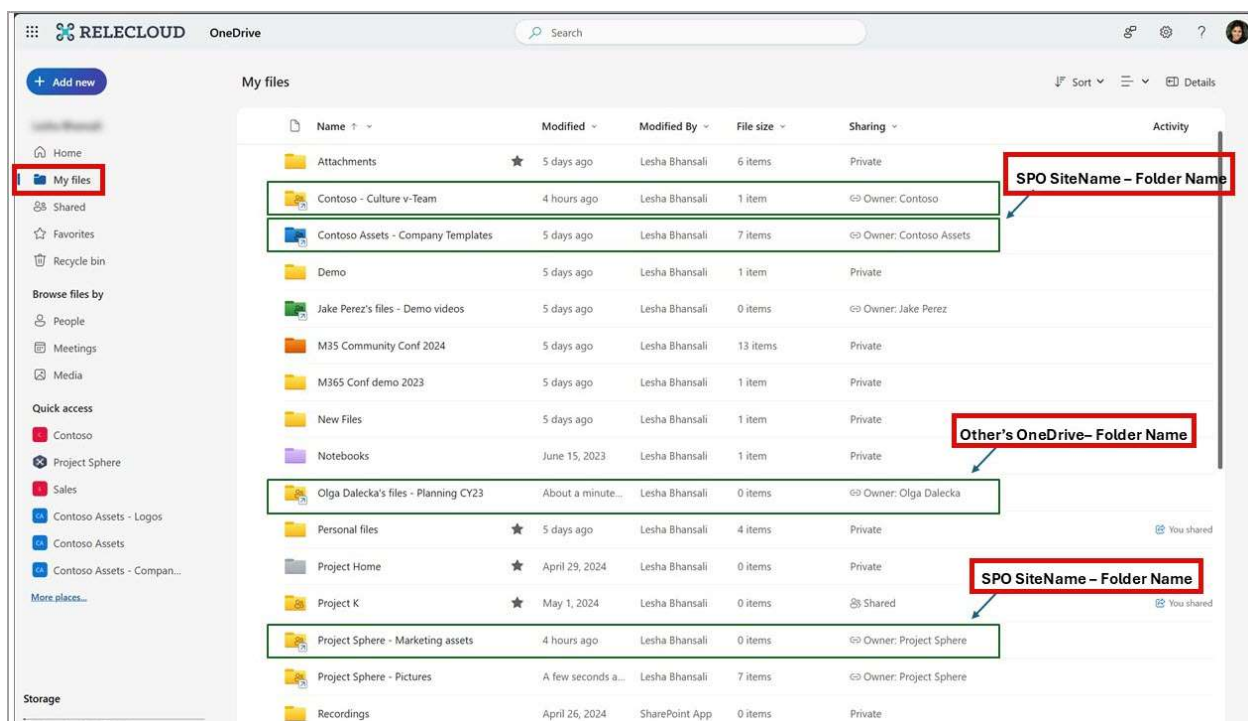 RELECLOUD OneDrive Search
Add new
My files
Sort
Details
Home
My files
Shared
Favorites
Recycle bin
Browse files by
People
Meetings
Media
Quick access
Contoso
Project Sphere
Sales
Contoso Assets - Logos
Contoso Assets
Contoso Assets - Compan...
More places...
Storage
Name Modified Modified By File size Sharing Activity
Attachments 5 days ago Lesha Bhansali 6 items Private
Contoso - Culture v-Team 4 hours ago Lesha Bhansali 1 item Owner: Contoso
Contoso Assets - Company Templates 5 days ago Lesha Bhansali 7 items Owner: Contoso Assets
Demo 5 days ago Lesha Bhansali 1 item Private
Jake Perez's files - Demo videos 5 days ago Lesha Bhansali 0 items Owner: Jake Perez
M35 Community Conf 2024 5 days ago Lesha Bhansali 13 items Private
M365 Conf demo 2023 5 days ago Lesha Bhansali 1 item Private
New Files 5 days ago Lesha Bhansali 1 item Private
Notebooks June 15, 2023 Lesha Bhansali 1 item Private
Olga Dalecka's files - Planning CY23 About a minute... Lesha Bhansali 0 items Owner: Olga Dalecka
Personal files 5 days ago Lesha Bhansali 4 items Private You shared
Project Home April 29, 2024 Lesha Bhansali 0 items Private
Project K May 1, 2024 Lesha Bhansali 0 items Shared You shared
Project Sphere - Marketing assets 4 hours ago Lesha Bhansali 0 items Owner: Project Sphere
Project Sphere - Pictures A few seconds a... Lesha Bhansali 7 items Owner: Project Sphere
Recordings April 26, 2024 SharePoint App 0 items Private
SPO SiteName – Folder Name
Other's OneDrive– Folder Name
SPO SiteName – Folder Name